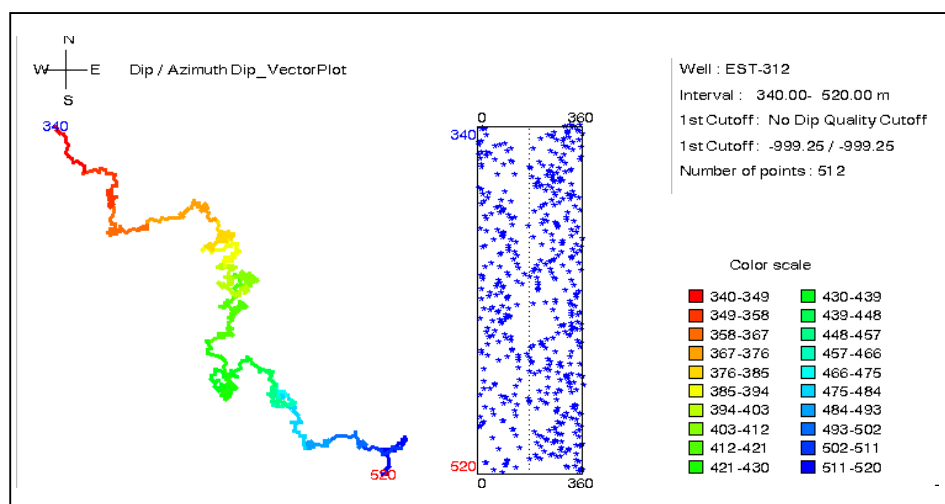 N
W E
S
Dip / Azimuth Dip_VectorPlot
340
520
0 360
340
520
0 360
Well : EST-312
Interval : 340.00- 520.00 m
1st Cutoff : No Dip Quality Cutoff
1st Cutoff : -999.25 / -999.25
Number of points : 512
Color scale
340-349 430-439
349-358 439-448
358-367 448-457
367-376 457-466
376-385 466-475
385-394 475-484
394-403 484-493
403-412 493-502
412-421 502-511
421-430 511-520